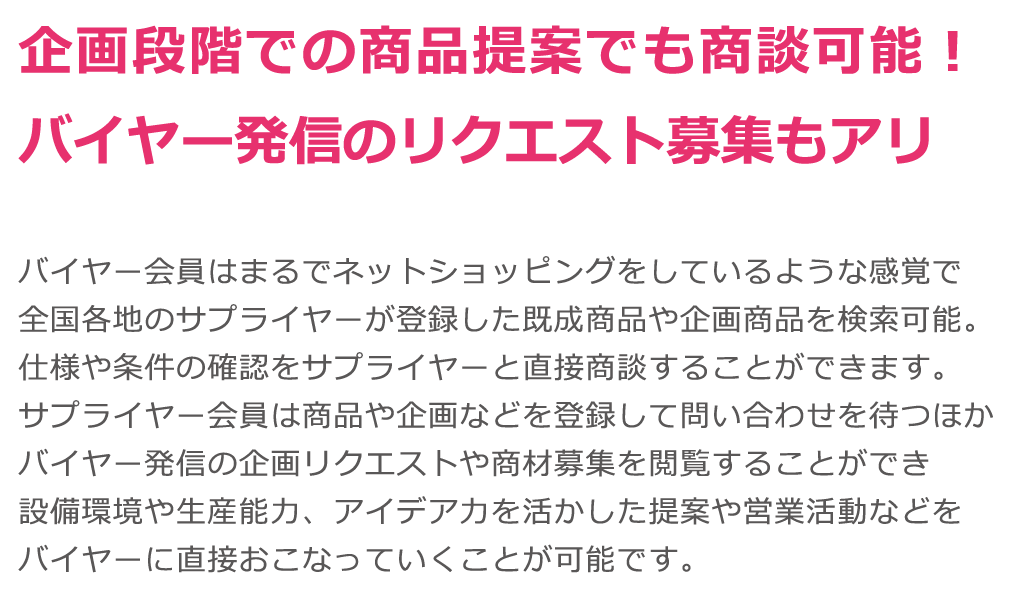 企画段階での商品提案でも商談可能！
バイヤー発信のリクエスト募集もアリ
バイヤー会員はまるでネットショッピングをしているような感覚で
全国各地のサプライヤーが登録した既成商品や企画商品を検索可能。
仕様や条件の確認をサプライヤーと直接商談することができます。
サプライヤー会員は商品や企画などを登録して問い合わせを待つほか
バイヤー発信の企画リクエストや商材募集を閲覧することができ
設備環境や生産能力、アイデア力を活かした提案や営業活動などを
バイヤーに直接おこなっていくことが可能です。